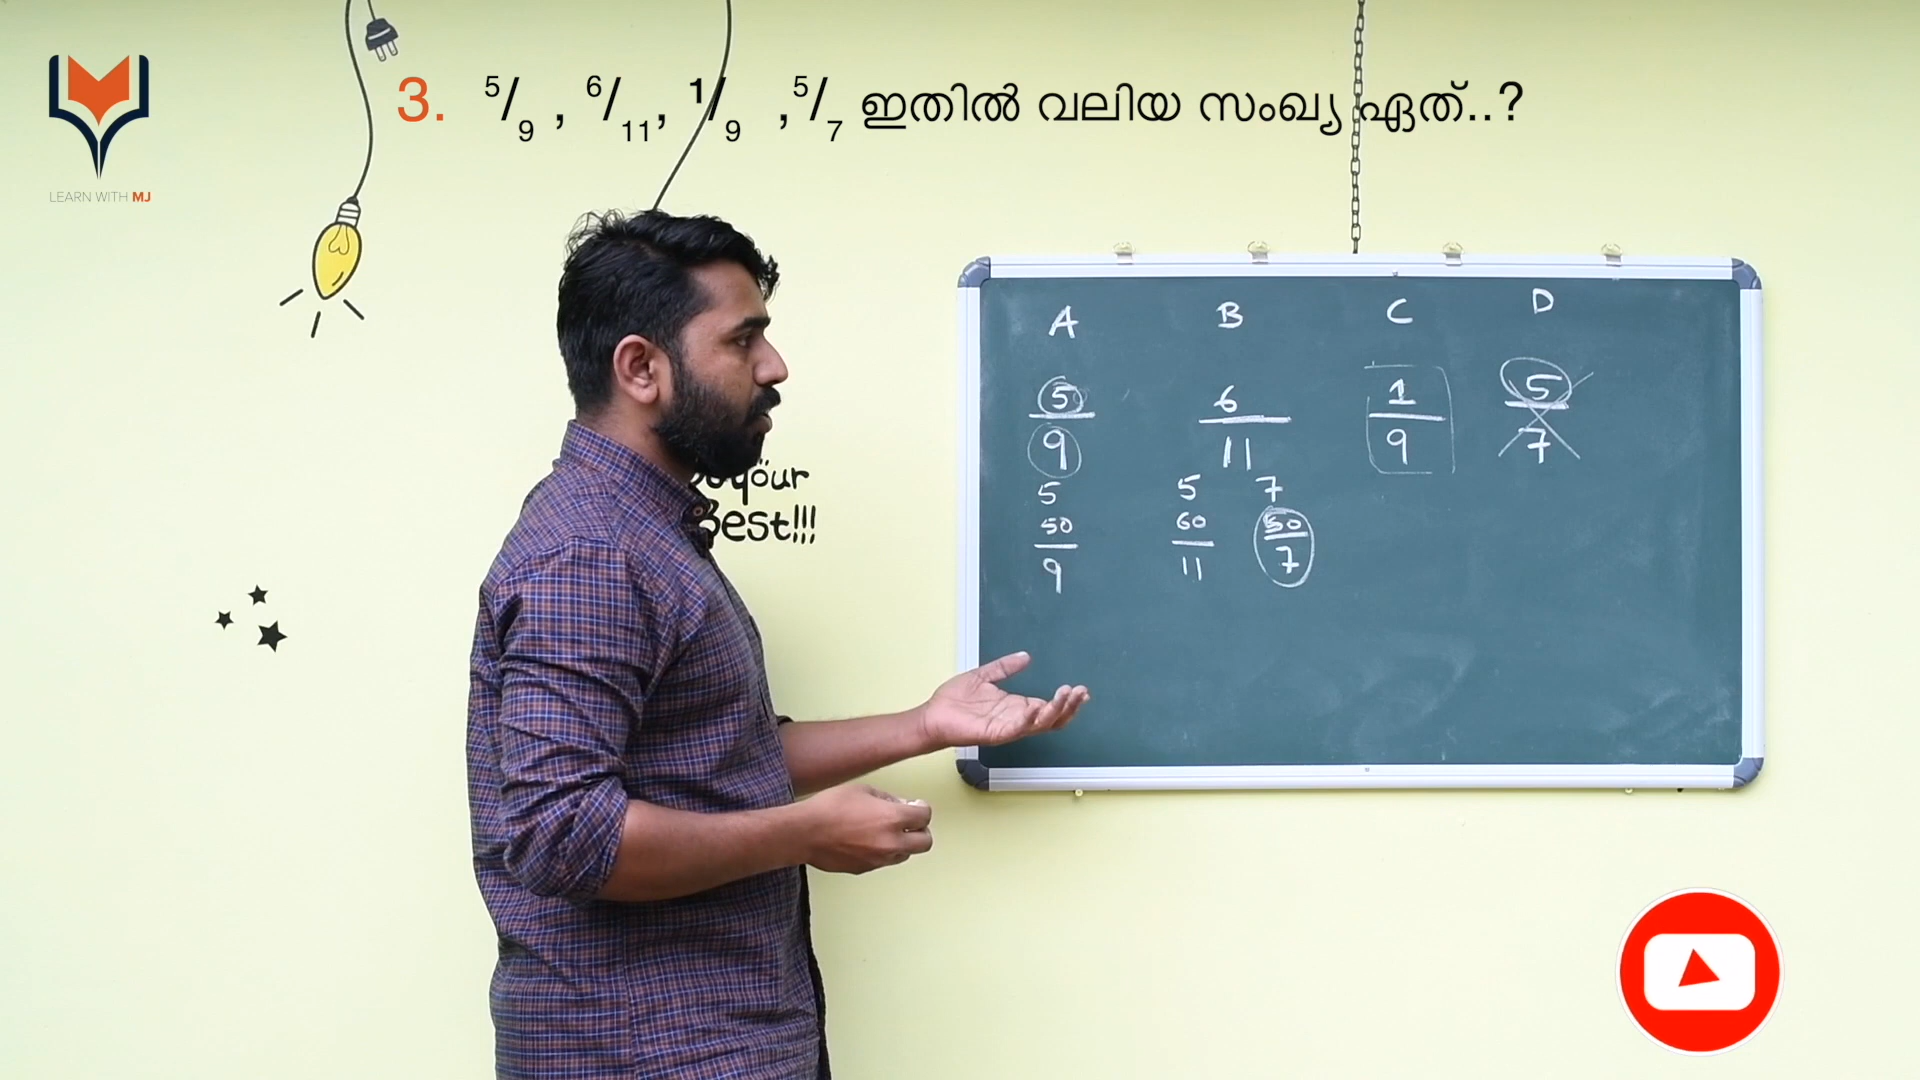 3. 5/9 , 6/11, 1/9 ,5/7 ഇതിൽ വലിയ സംഖ്യ ഏത്..?
LEARN WITH MJ
your
Best!!!
A B C D
5/9 6/11 1/9 5/7
5 5 7
50/9 60/11 50/7